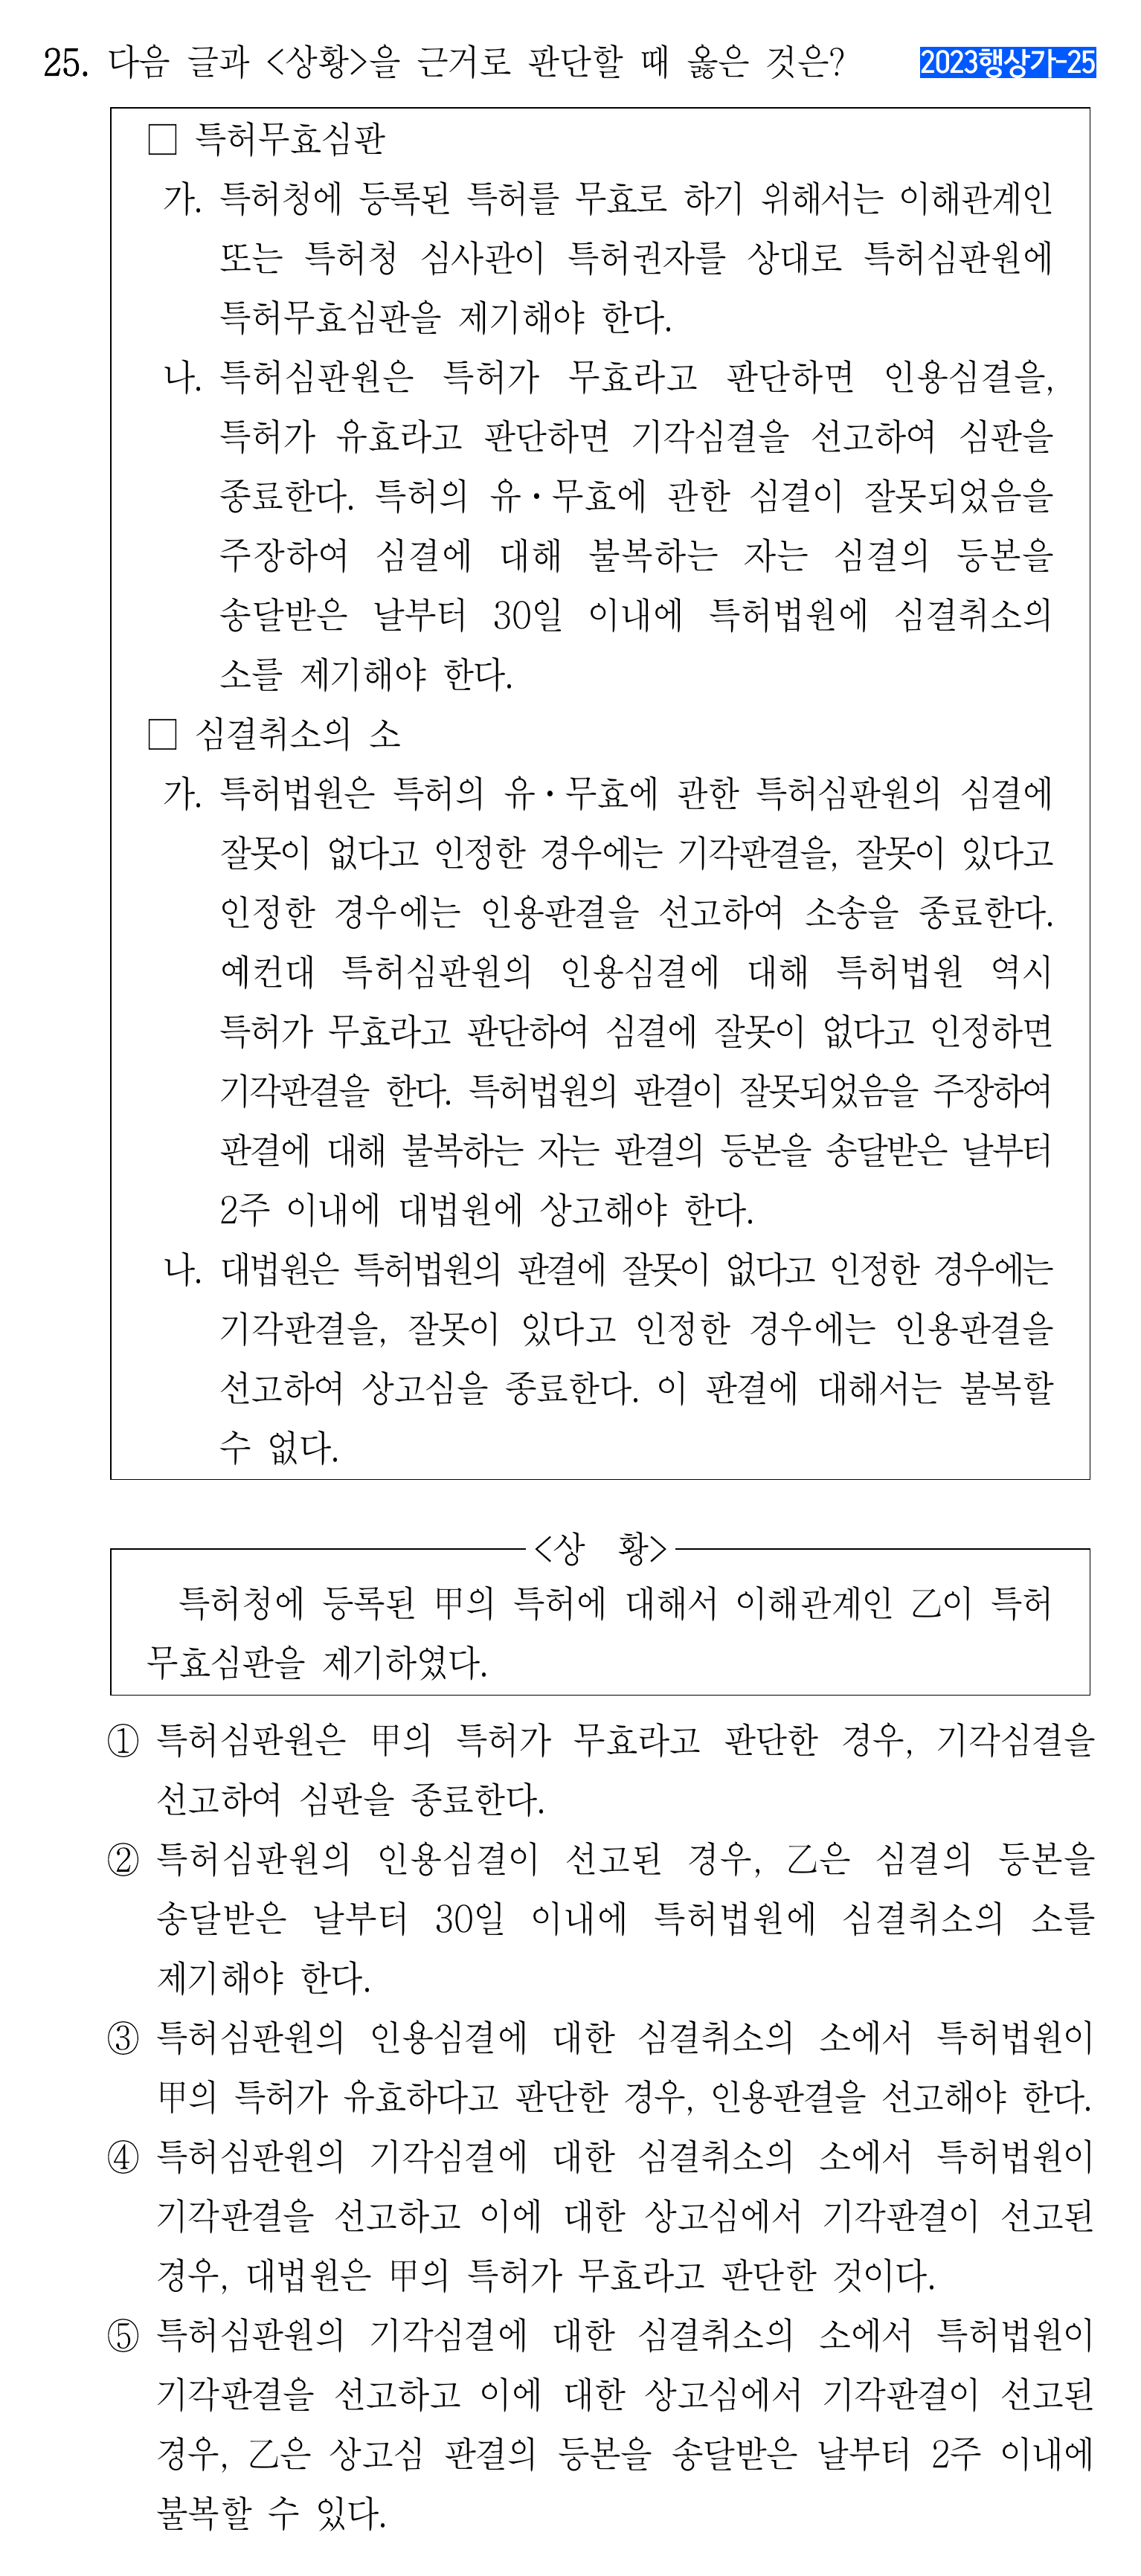 25. 다음 글과 <상황>을 근거로 판단할 때 옳은 것은? 2023행상가-25
□ 특허무효심판
가. 특허청에 등록된 특허를 무효로 하기 위해서는 이해관계인
또는 특허청 심사관이 특허권자를 상대로 특허심판원에
특허무효심판을 제기해야 한다.
나. 특허심판원은 특허가 무효라고 판단하면 인용심결을,
특허가 유효라고 판단하면 기각심결을 선고하여 심판을
종료한다. 특허의 유·무효에 관한 심결이 잘못되었음을
주장하여 심결에 대해 불복하는 자는 심결의 등본을
송달받은 날부터 30일 이내에 특허법원에 심결취소의
소를 제기해야 한다.
□ 심결취소의 소
가. 특허법원은 특허의 유·무효에 관한 특허심판원의 심결에
잘못이 없다고 인정한 경우에는 기각판결을, 잘못이 있다고
인정한 경우에는 인용판결을 선고하여 소송을 종료한다.
예컨대 특허심판원의 인용심결에 대해 특허법원 역시
특허가 무효라고 판단하여 심결에 잘못이 없다고 인정하면
기각판결을 한다. 특허법원의 판결이 잘못되었음을 주장하여
판결에 대해 불복하는 자는 판결의 등본을 송달받은 날부터
2주 이내에 대법원에 상고해야 한다.
나. 대법원은 특허법원의 판결에 잘못이 없다고 인정한 경우에는
기각판결을, 잘못이 있다고 인정한 경우에는 인용판결을
선고하여 상고심을 종료한다. 이 판결에 대해서는 불복할
수 없다.
<상 황>
특허청에 등록된 甲의 특허에 대해서 이해관계인 乙이 특허
무효심판을 제기하였다.
① 특허심판원은 甲의 특허가 무효라고 판단한 경우, 기각심결을
선고하여 심판을 종료한다.
② 특허심판원의 인용심결이 선고된 경우, 乙은 심결의 등본을
송달받은 날부터 30일 이내에 특허법원에 심결취소의 소를
제기해야 한다.
③ 특허심판원의 인용심결에 대한 심결취소의 소에서 특허법원이
甲의 특허가 유효하다고 판단한 경우, 인용판결을 선고해야 한다.
④ 특허심판원의 기각심결에 대한 심결취소의 소에서 특허법원이
기각판결을 선고하고 이에 대한 상고심에서 기각판결이 선고된
경우, 대법원은 甲의 특허가 무효라고 판단한 것이다.
⑤ 특허심판원의 기각심결에 대한 심결취소의 소에서 특허법원이
기각판결을 선고하고 이에 대한 상고심에서 기각판결이 선고된
경우, 乙은 상고심 판결의 등본을 송달받은 날부터 2주 이내에
불복할 수 있다.